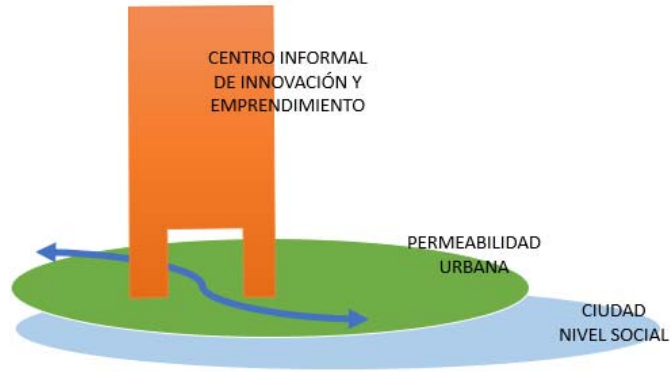 CENTRO INFORMAL
DE INNOVACIÓN Y
EMPRENDIMIENTO
PERMEABILIDAD
URBANA
CIUDAD
NIVEL SOCIAL